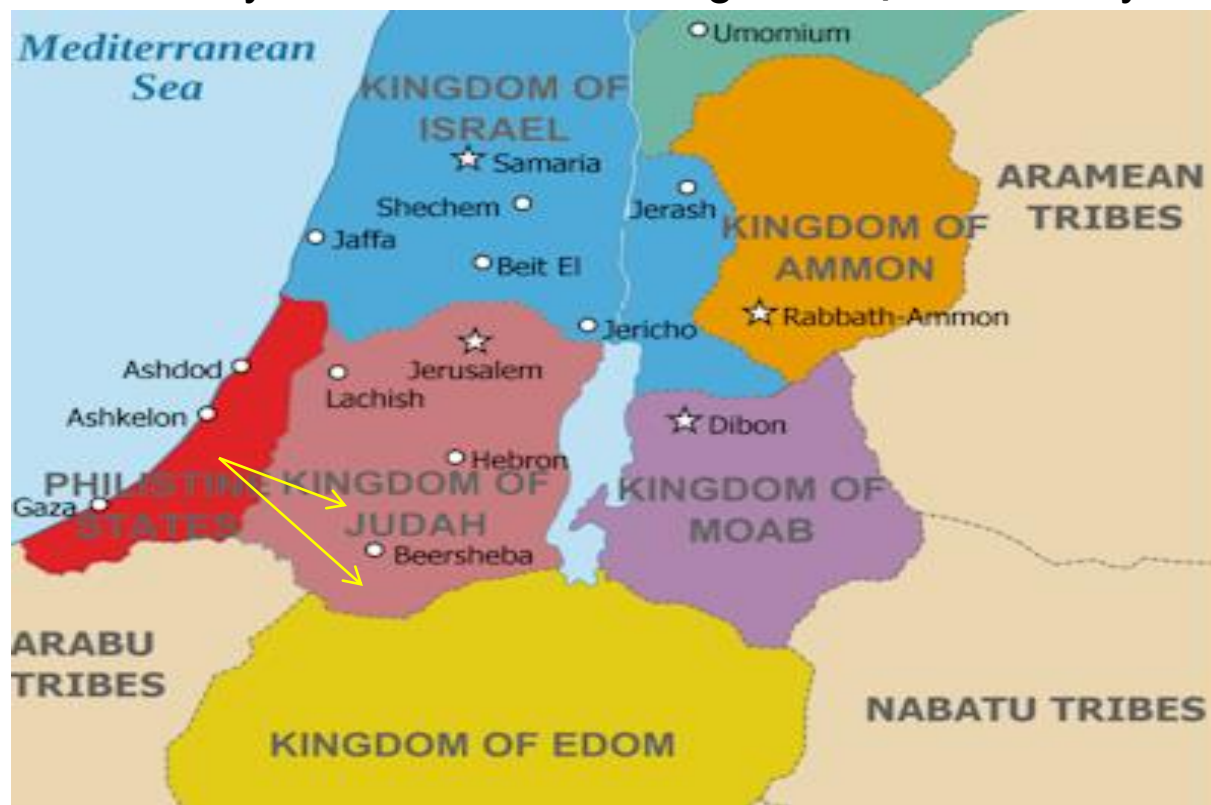 Mediterranean
Sea
Umomium
KINGDOM OF
ISRAEL
Samaria
Shechem
Jerash
Jaffa
Beit El
ARAMEAN
TRIBES
KINGDOM OF
AMMON
Rabbath-Ammon
Jericho
Ashdod
Jerusalem
Lachish
Ashkelon
Dibon
Hebron
Gaza
PHILISTINE
STATES
KINGDOM OF
JUDAH
Beersheba
KINGDOM OF
MOAB
ARABU
TRIBES
NABATU TRIBES
KINGDOM OF EDOM